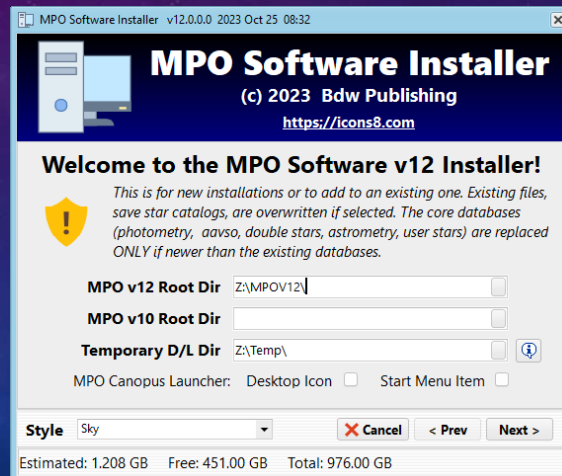 MPO Software Installer v12.0.0.0 2023 Oct 25 08:32
MPO Software Installer
(c) 2023 Bdw Publishing
https;//icons8.com
Welcome to the MPO Software v12 Installer!
This is for new installations or to add to an existing one. Existing files,
save star catalogs, are overwritten if selected. The core databases
(photometry, aavso, double stars, astrometry, user stars) are replaced
ONLY if newer than the existing databases.
MPO v12 Root Dir Z:\MPOV12\
MPO v10 Root Dir
Temporary D/L Dir Z:\Temp\
MPO Canopus Launcher: Desktop Icon Start Menu Item
Style Sky Cancel < Prev Next >
Estimated: 1.208 GB Free: 451.00 GB Total: 976.00 GB